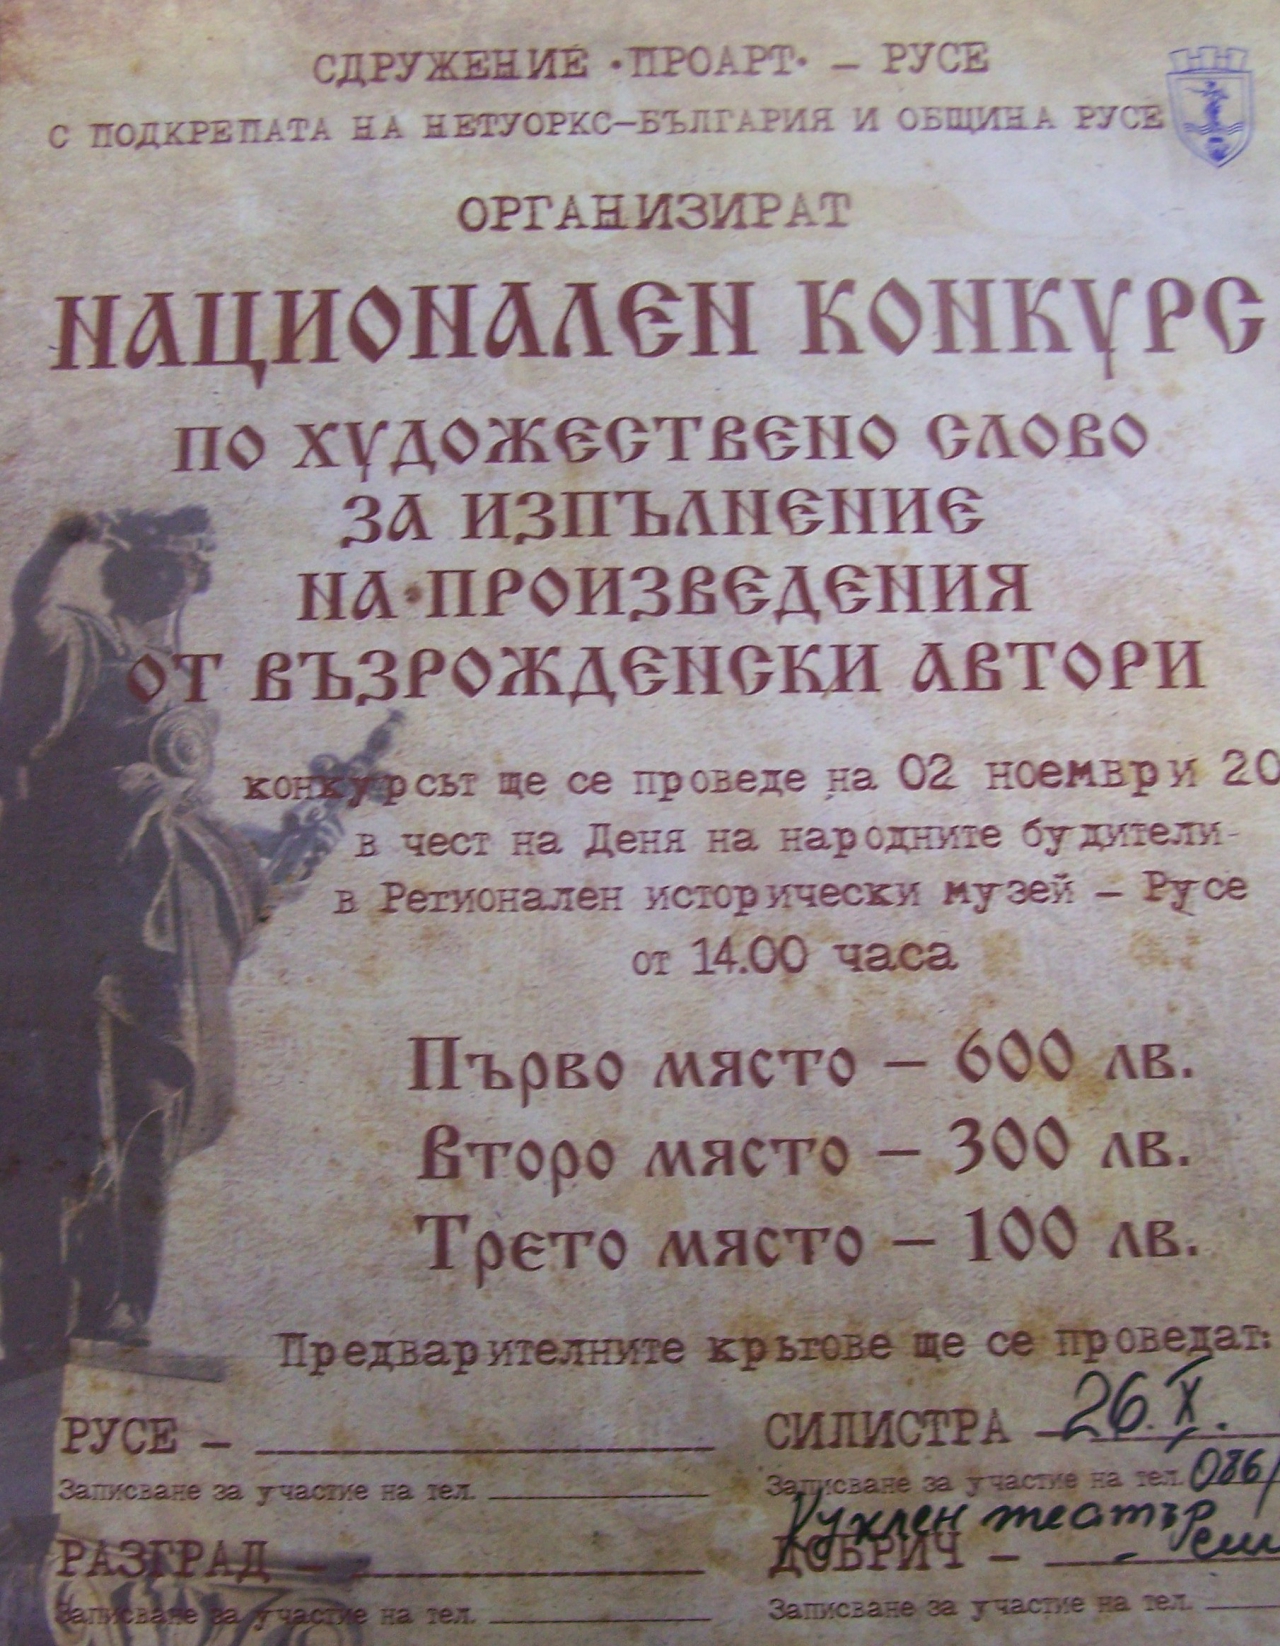 СДРУЖЕНИЕ •ПРОАРТ• – РУСЕ
С ПОДКРЕПАТА НА НЕТУОРКС–БЪЛГАРИЯ И ОБЩИНА РУСЕ
ОРГАНИЗИРАТ
НАЦИОНАЛЕН КОНКУРС
ПО ХУДОЖЕСТВЕНО СЛОВО
ЗА ИЗПЪЛНЕНИЕ
НА ПРОИЗВЕДЕНИЯ
ОТ ВЪЗРОЖДЕНСКИ АВТОРИ
конкурсът ще се проведе на 02 ноември 20
в чест на Деня на народните будители-
в Регионален исторически музей – Русе
от 14.00 часа
Първо място – 600 лв.
Второ място – 300 лв.
Трето място – 100 лв.
Предварителните кръгове ще се проведат:
РУСЕ –
СИЛИСТРА – 26.X.
Записване за участие на тел.
Записване за участие на тел. 086/
Куклен театър
РАЗГРАД –
ДОБРИЧ –
Записване за участие на тел.
Записване за участие на тел.